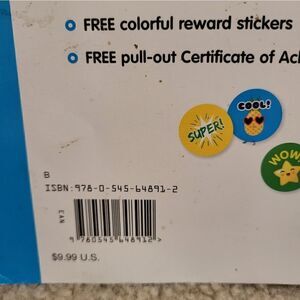 FREE colorful reward stickers
FREE pull-out Certificate of Ac
COOL!
SUPER!
WOW
B
ISBN: 978-0-545-64891-2
EAN
9 780545 648912 >
$9.99 U.S.